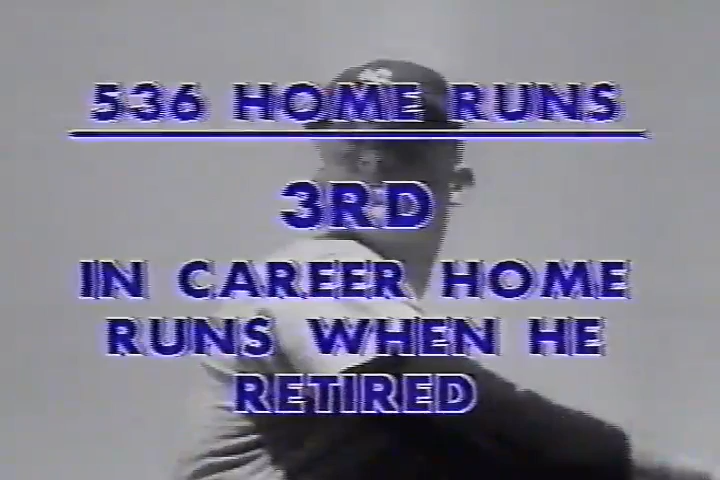 536 HOME RUNS
3RD
IN CAREER HOME
RUNS WHEN HE
RETIRED